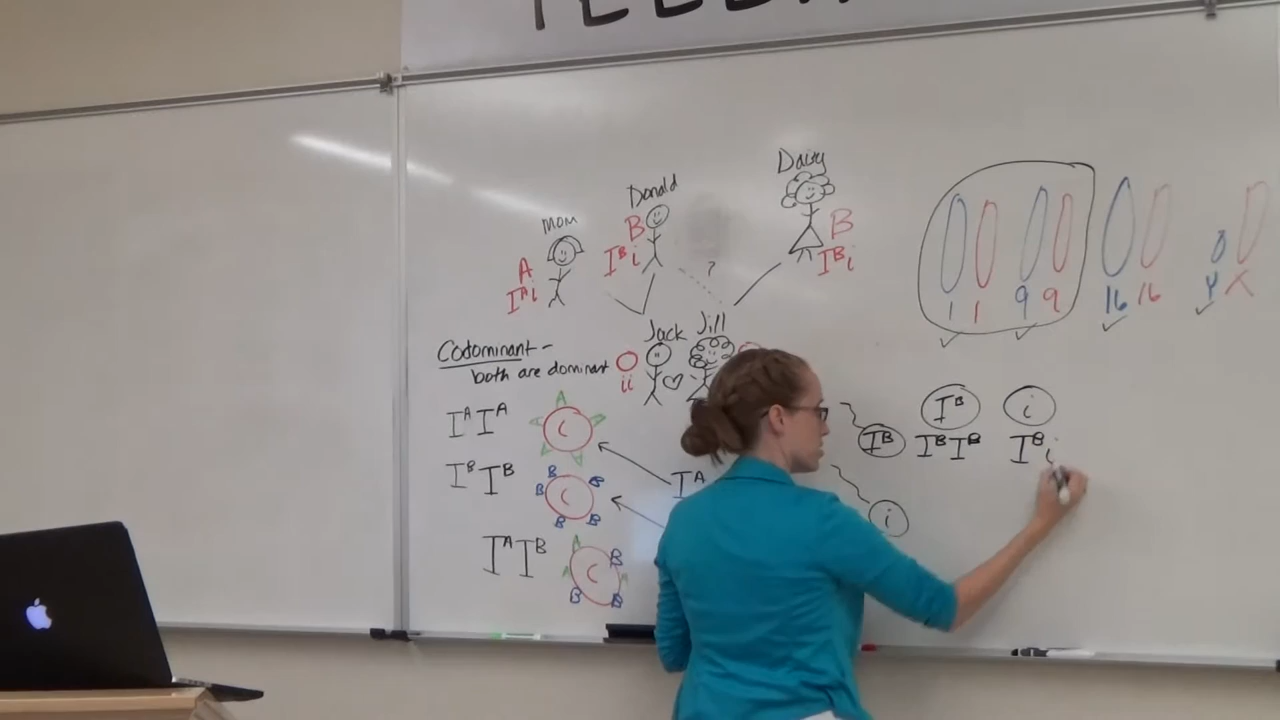 Daisy
Donald
Mom
B
B
I^B i
I^B i
A
I^A i
?
1 1 9 9 16 16 Y X
Jack Jill
Codominant –
both are dominant
ii
I^A I^A
A
C
I^B I^B
B B B B B
C
I^A I^B
A B B B
C
I^A
I^B i
I^B I^B I^B I^B i
i